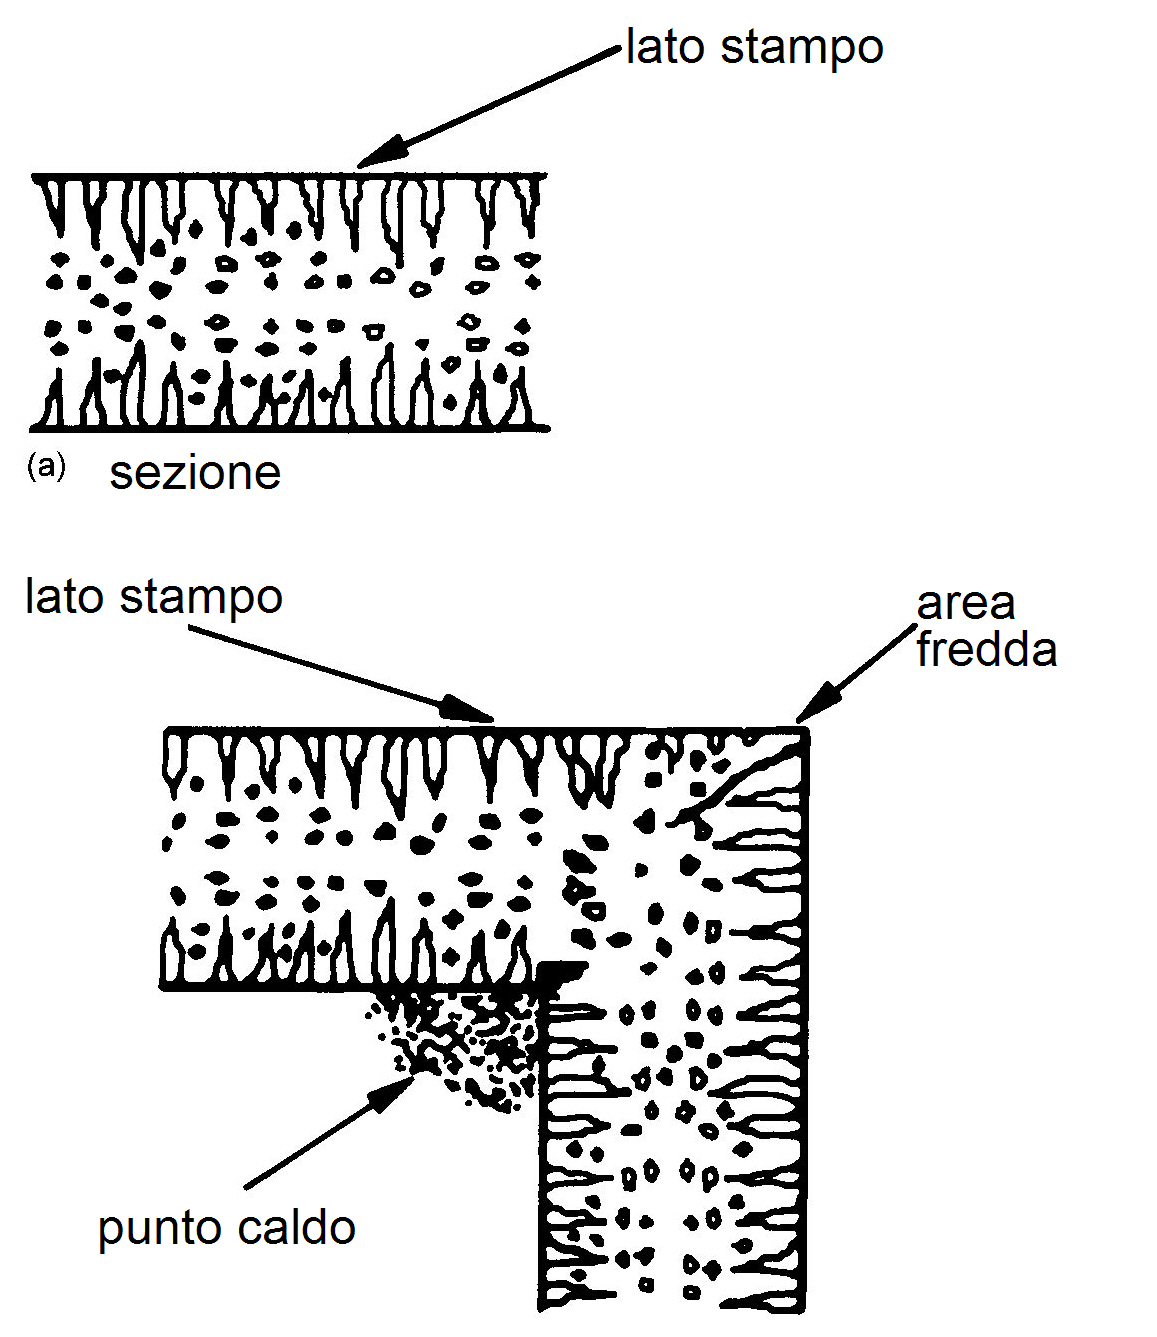 lato stampo
(a) sezione
lato stampo
area
fredda
punto caldo